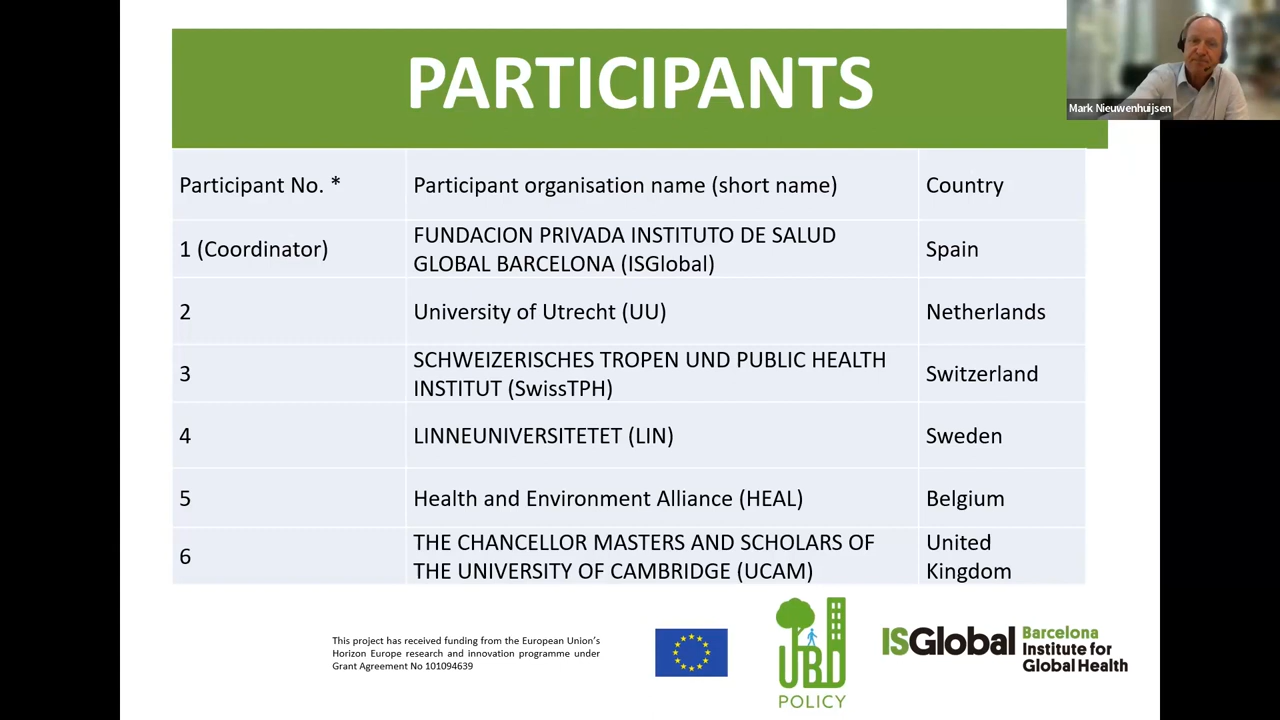 PARTICIPANTS
Mark Nieuwenhuijsen
Participant No. *
Participant organisation name (short name)
Country
1 (Coordinator)
FUNDACION PRIVADA INSTITUTO DE SALUD
GLOBAL BARCELONA (ISGlobal)
Spain
2
University of Utrecht (UU)
Netherlands
3
SCHWEIZERISCHES TROPEN UND PUBLIC HEALTH
INSTITUT (SwissTPH)
Switzerland
4
LINNEUNIVERSITETET (LIN)
Sweden
5
Health and Environment Alliance (HEAL)
Belgium
6
THE CHANCELLOR MASTERS AND SCHOLARS OF
THE UNIVERSITY OF CAMBRIDGE (UCAM)
United
Kingdom
This project has received funding from the European Union's
Horizon Europe research and innovation programme under
Grant Agreement No 101094639
UBD
POLICY
ISGlobal
Barcelona
Institute for
Global Health